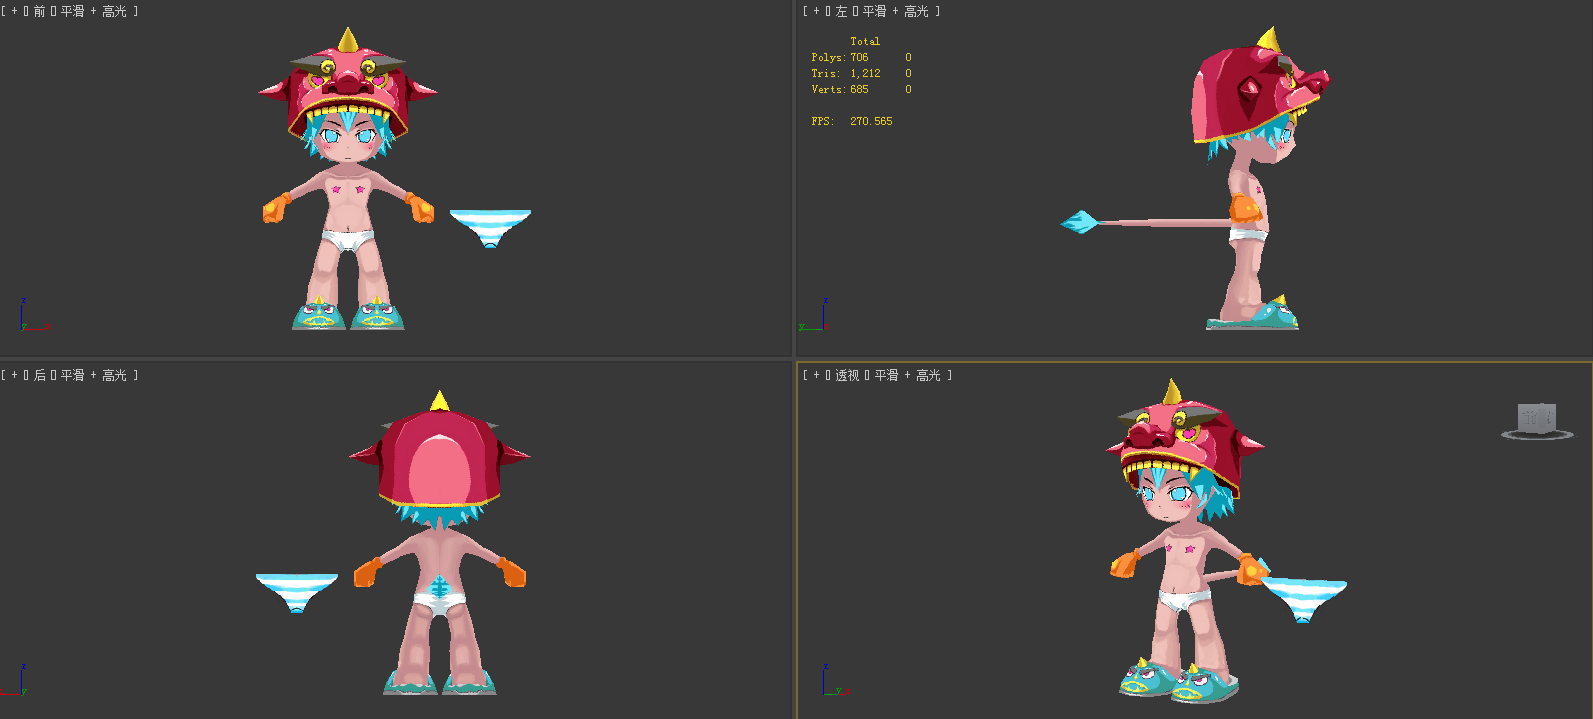 [ + 前 平滑 + 高光 ]
[ + 左 平滑 + 高光 ]
Total
Polys: 706 0
Tris: 1,212 0
Verts: 685 0
FPS: 270.565
z
y x
z
y x
[ + 后 平滑 + 高光 ]
[ + 透视 平滑 + 高光 ]
z
x y
z
y x